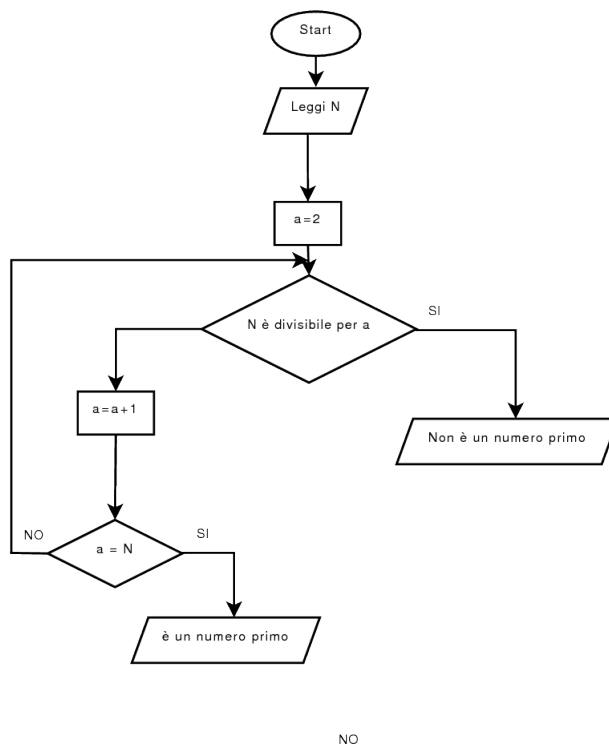 Start
Leggi N
a=2
N è divisibile per a
SI
a=a+1
Non è un numero primo
NO
a = N
SI
è un numero primo
NO